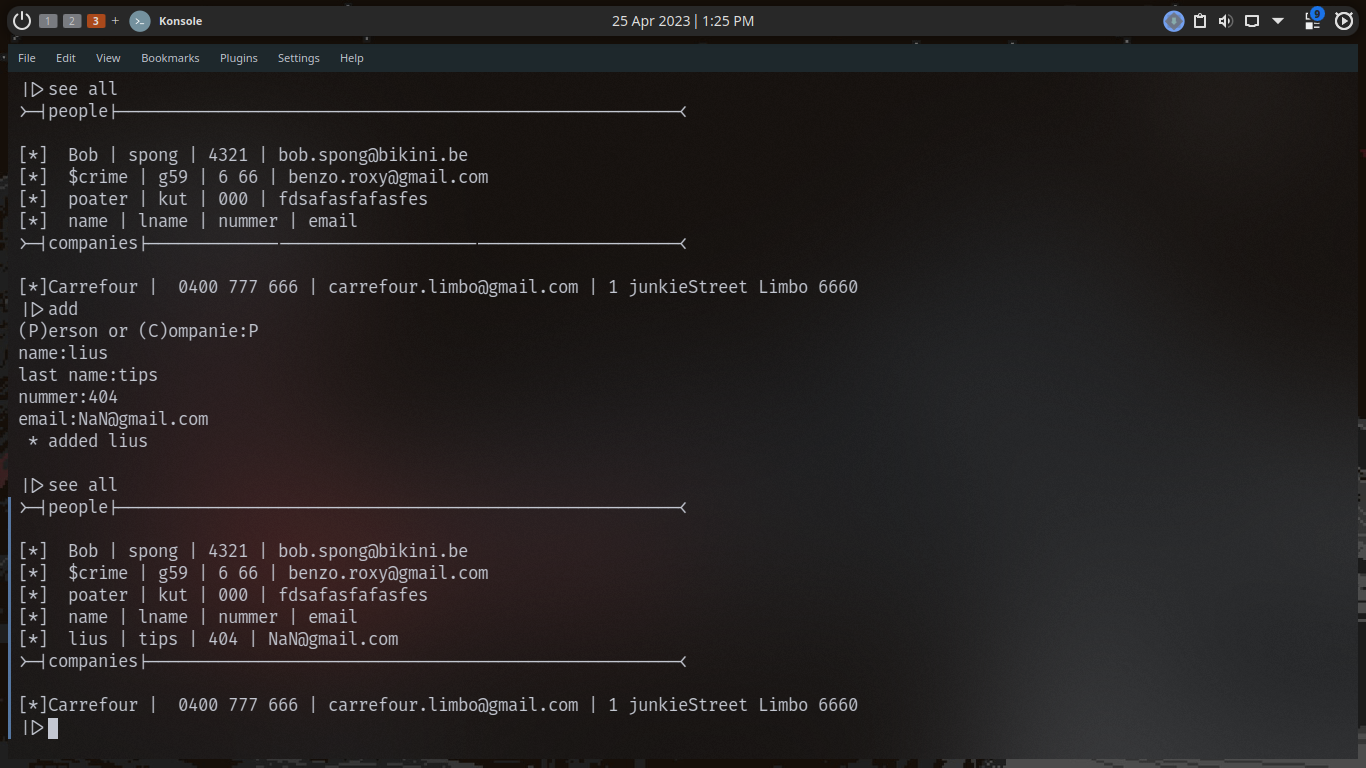 1 2 3 + Konsole 25 Apr 2023 | 1:25 PM 9
File Edit View Bookmarks Plugins Settings Help
|▷see all
>─┤people├─────────────────────────────────────────────────────────<
[*]  Bob | spong | 4321 | bob.spong@bikini.be
[*]  $crime | g59 | 6 66 | benzo.roxy@gmail.com
[*]  poater | kut | 000 | fdsafasfafasfes
[*]  name | lname | nummer | email
>─┤companies├──────────────────────────────────────────────────────<
[*]Carrefour |  0400 777 666 | carrefour.limbo@gmail.com | 1 junkieStreet Limbo 6660
|▷add
(P)erson or (C)ompanie:P
name:lius
last name:tips
nummer:404
email:NaN@gmail.com
 * added lius
|▷see all
>─┤people├─────────────────────────────────────────────────────────<
[*]  Bob | spong | 4321 | bob.spong@bikini.be
[*]  $crime | g59 | 6 66 | benzo.roxy@gmail.com
[*]  poater | kut | 000 | fdsafasfafasfes
[*]  name | lname | nummer | email
[*]  lius | tips | 404 | NaN@gmail.com
>─┤companies├──────────────────────────────────────────────────────<
[*]Carrefour |  0400 777 666 | carrefour.limbo@gmail.com | 1 junkieStreet Limbo 6660
|▷